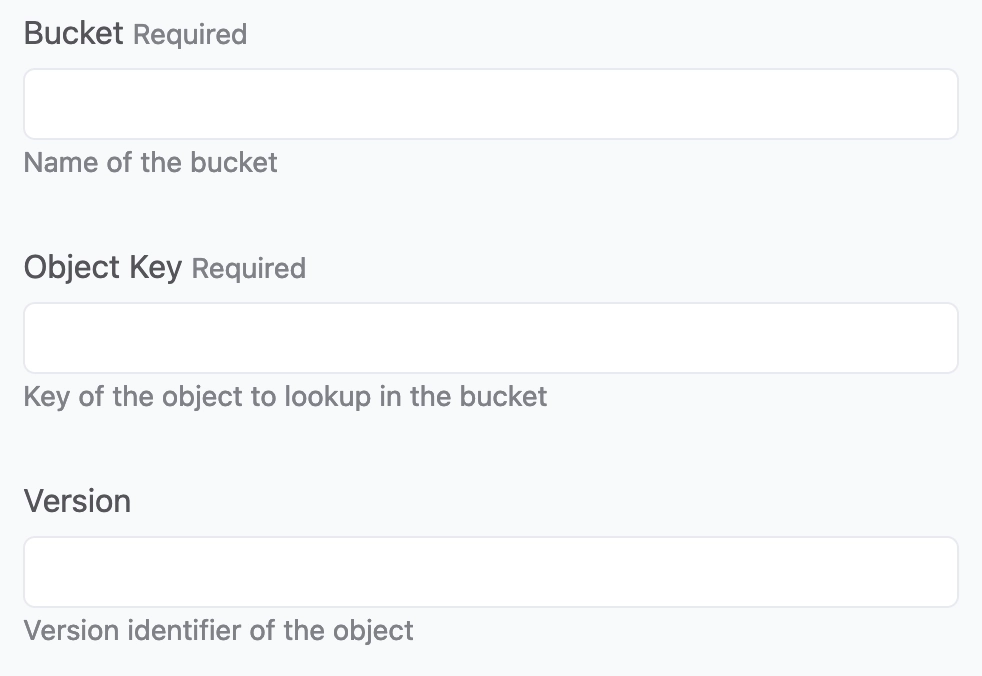 Bucket Required
Name of the bucket
Object Key Required
Key of the object to lookup in the bucket
Version
Version identifier of the object